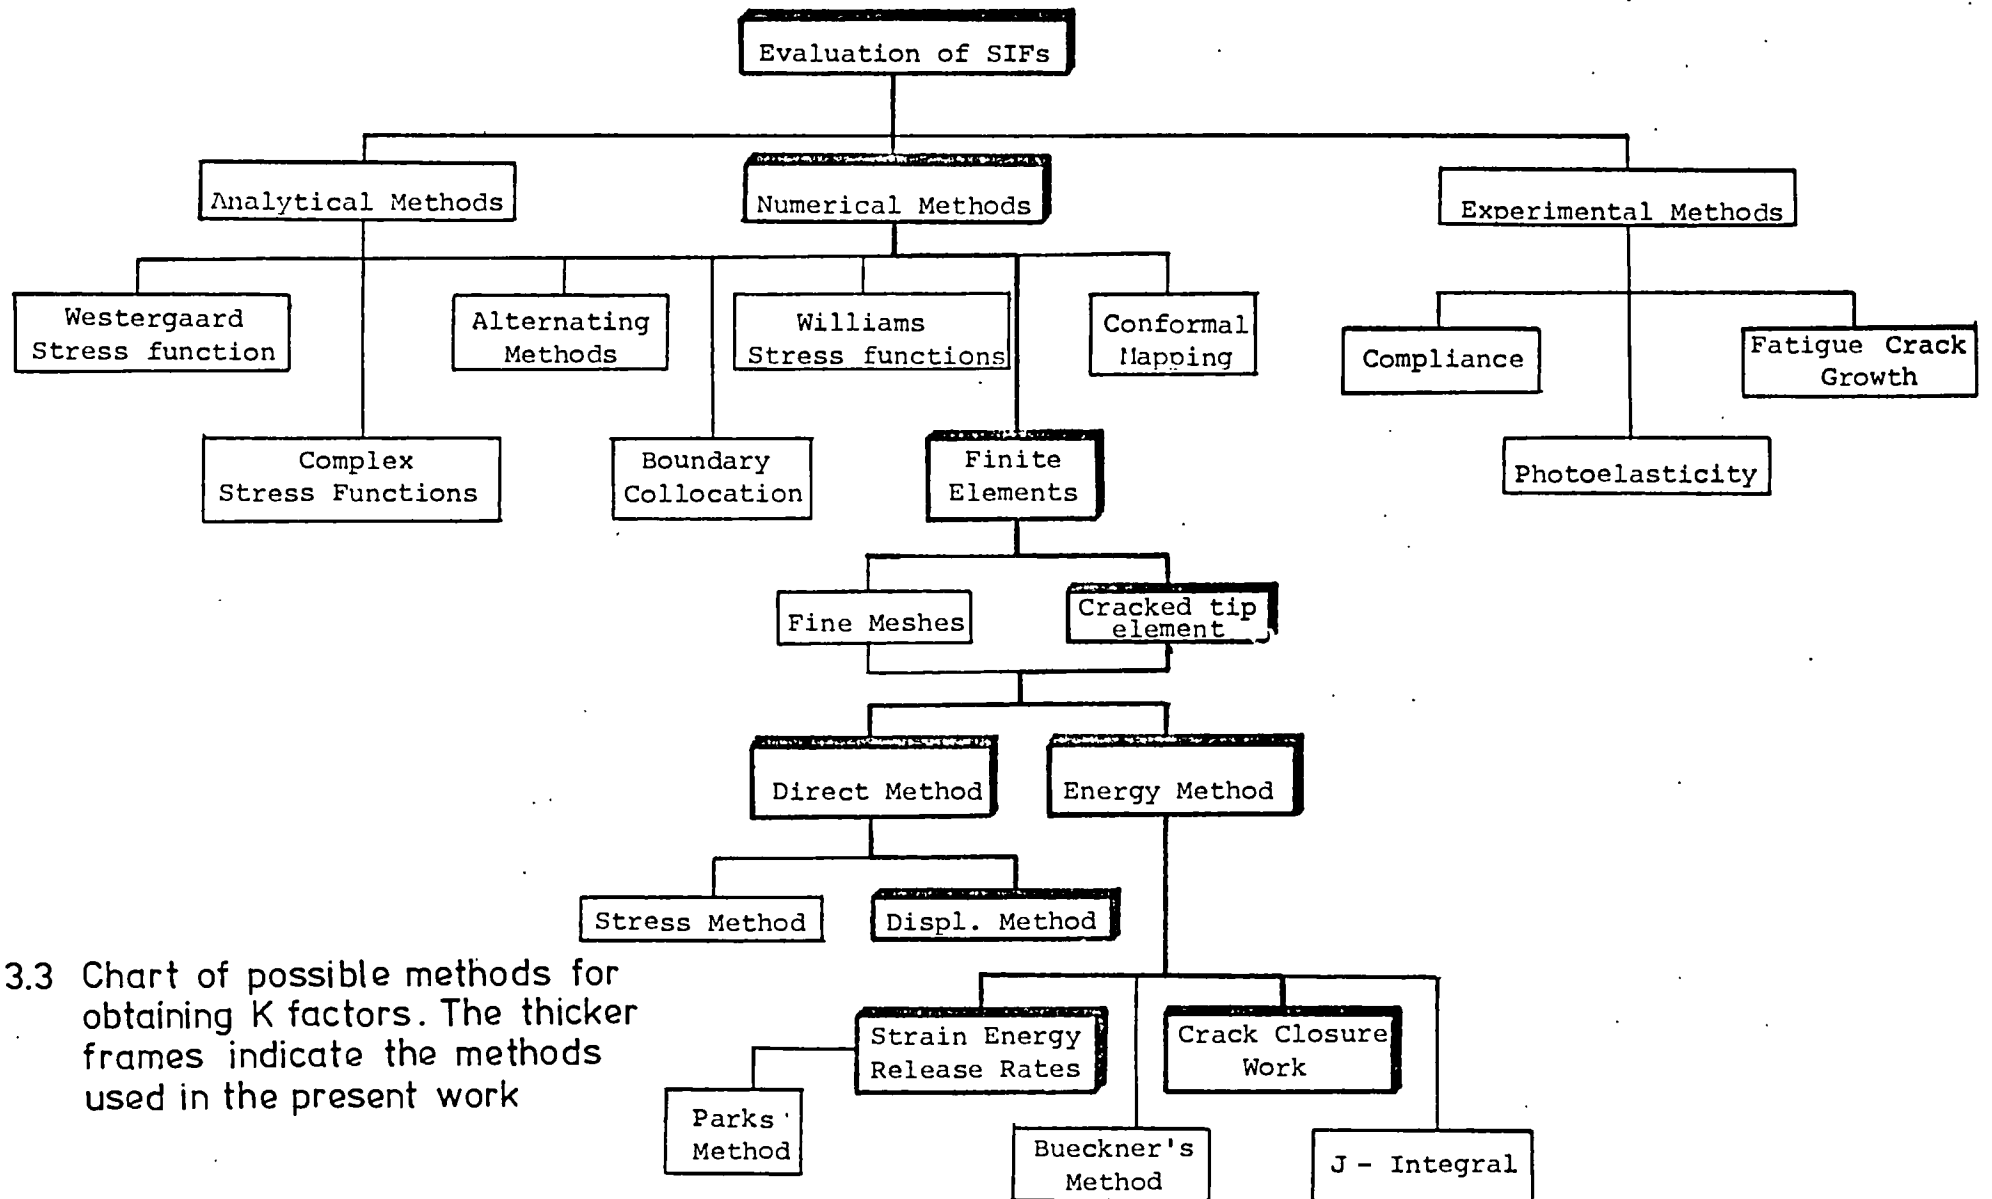 Evaluation of SIFs
Analytical Methods
Numerical Methods
Experimental Methods
Westergaard
Stress function
Alternating
Methods
Williams
Stress functions
Conformal
Mapping
Compliance
Fatigue Crack
Growth
Complex
Stress Functions
Boundary
Collocation
Finite
Elements
Photoelasticity
Fine Meshes
Cracked tip
element
Direct Method
Energy Method
Stress Method
Displ. Method
3.3 Chart of possible methods for
obtaining K factors. The thicker
frames indicate the methods
used in the present work
Strain Energy
Release Rates
Crack Closure
Work
Parks'
Method
Bueckner's
Method
J - Integral